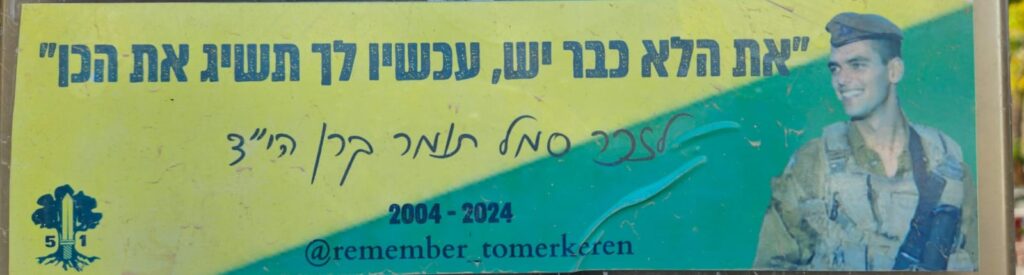 "את הלא כבר יש, עכשיו לך תשיג את הכן"
לזכר סמל תומר קרן הי"ד
2004 - 2024
@remember_tomerkeren
51